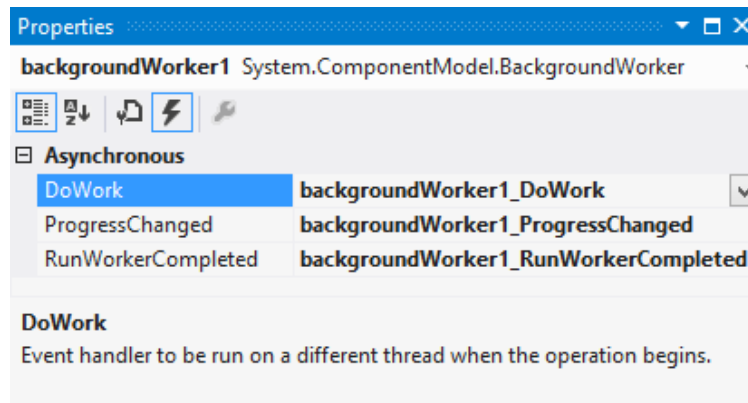 Properties
backgroundWorker1 System.ComponentModel.BackgroundWorker
Asynchronous
DoWork backgroundWorker1_DoWork
ProgressChanged backgroundWorker1_ProgressChanged
RunWorkerCompleted backgroundWorker1_RunWorkerCompleted
DoWork
Event handler to be run on a different thread when the operation begins.